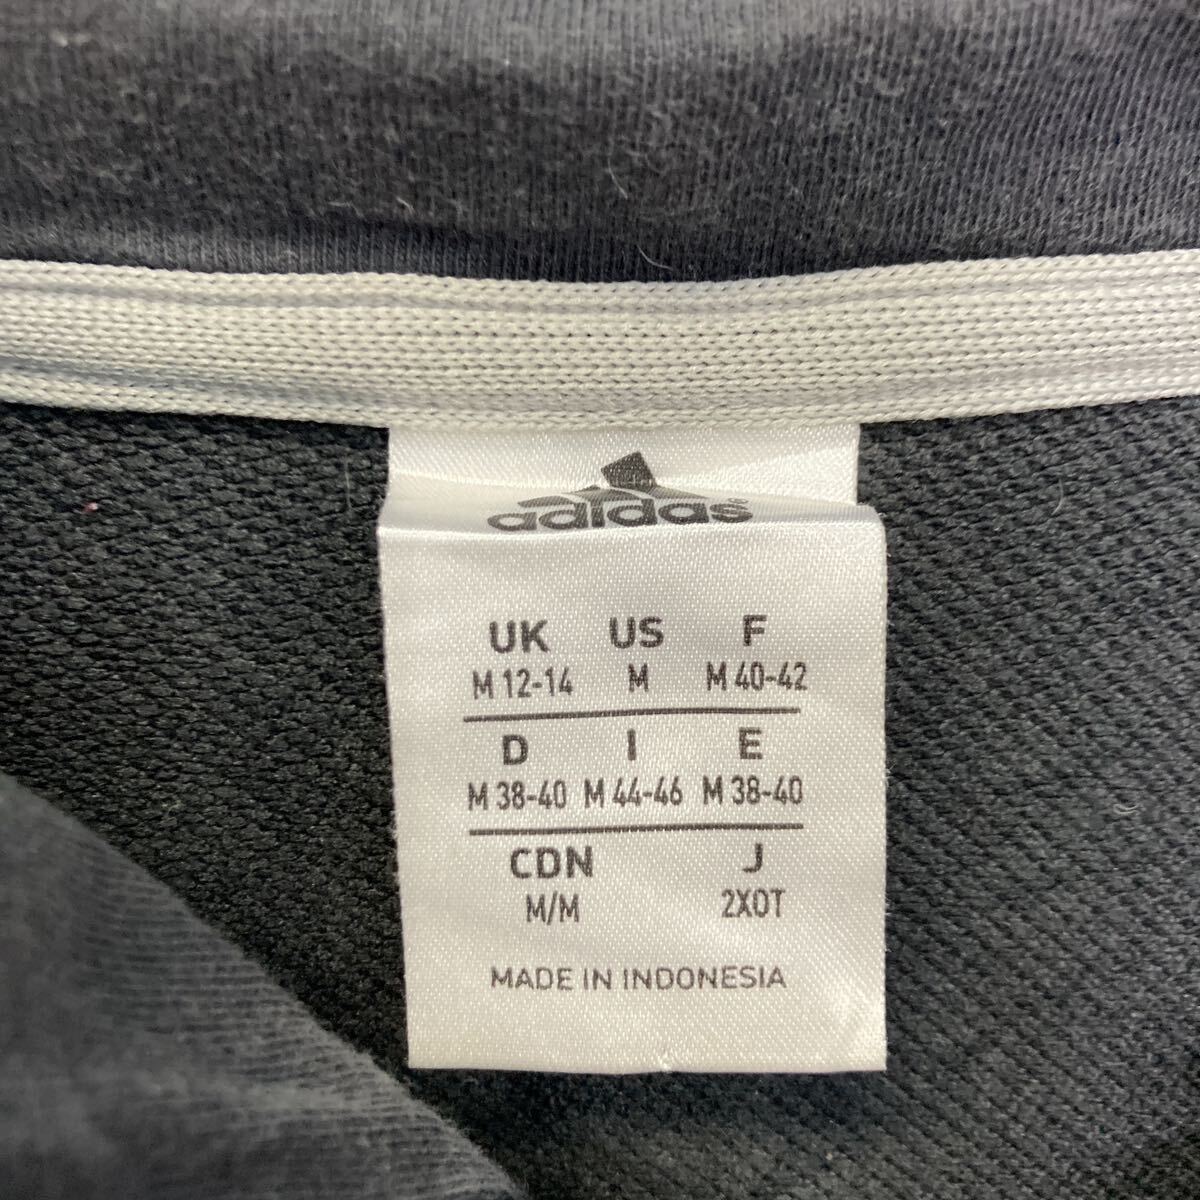 adidas®
UK US F
M 12-14 M M 40-42
D I E
M 38-40 M 44-46 M 38-40
CDN J
M/M 2XOT
MADE IN INDONESIA